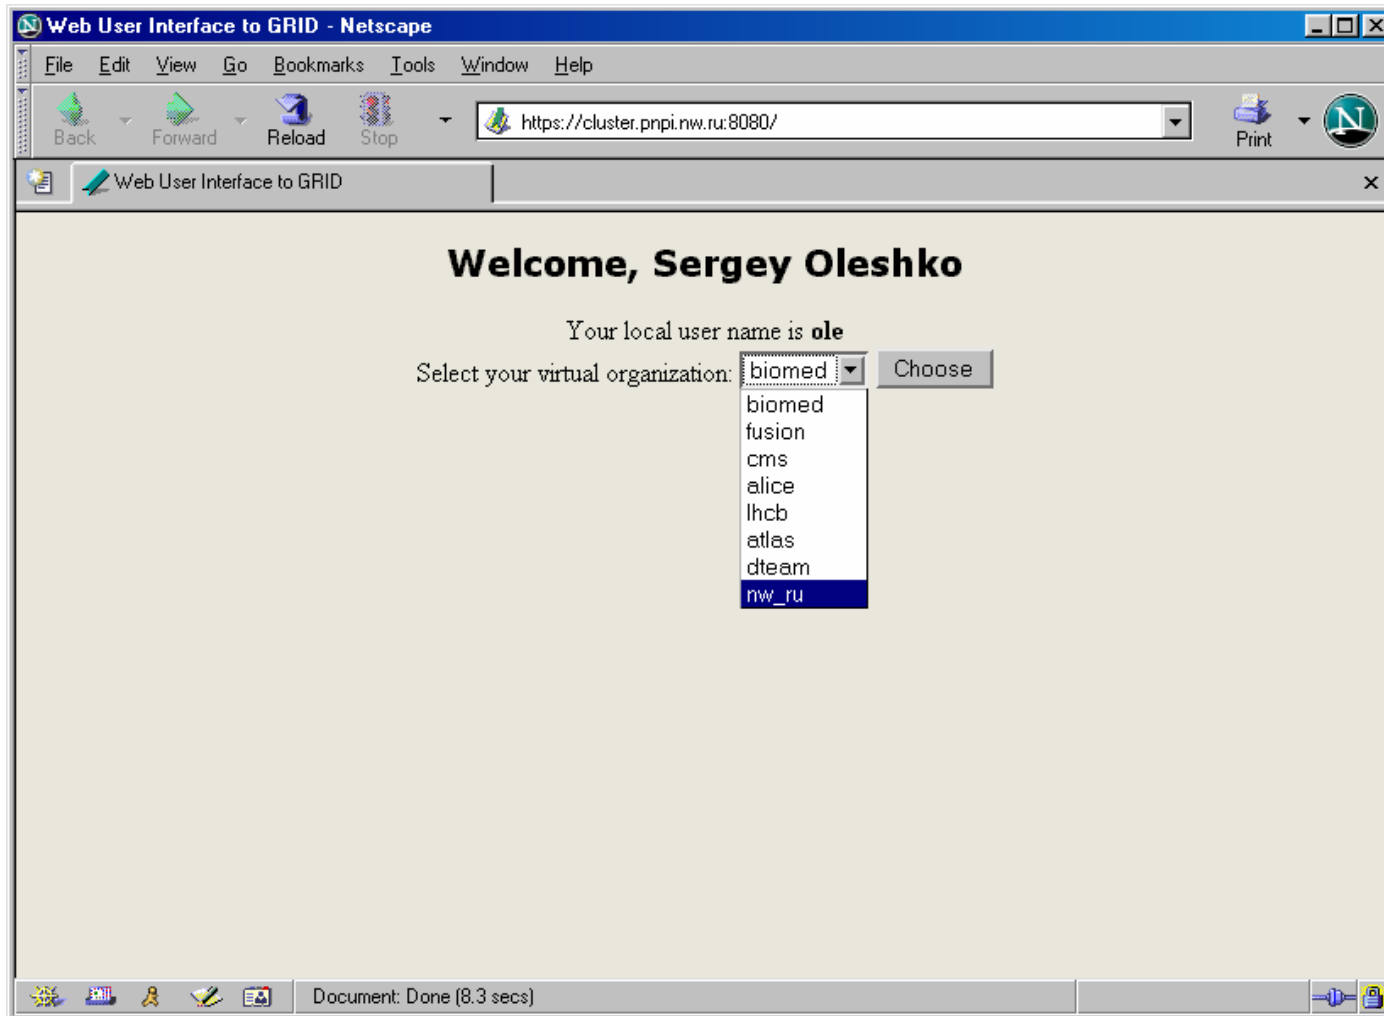 Web User Interface to GRID - Netscape
File Edit View Go Bookmarks Tools Window Help
Back Forward Reload Stop https://cluster.pnpi.nw.ru:8080/ Print N
Web User Interface to GRID
Welcome, Sergey Oleshko
Your local user name is ole
Select your virtual organization: biomed Choose
biomed
fusion
cms
alice
lhcb
atlas
dteam
nw_ru
Document: Done (8.3 secs)